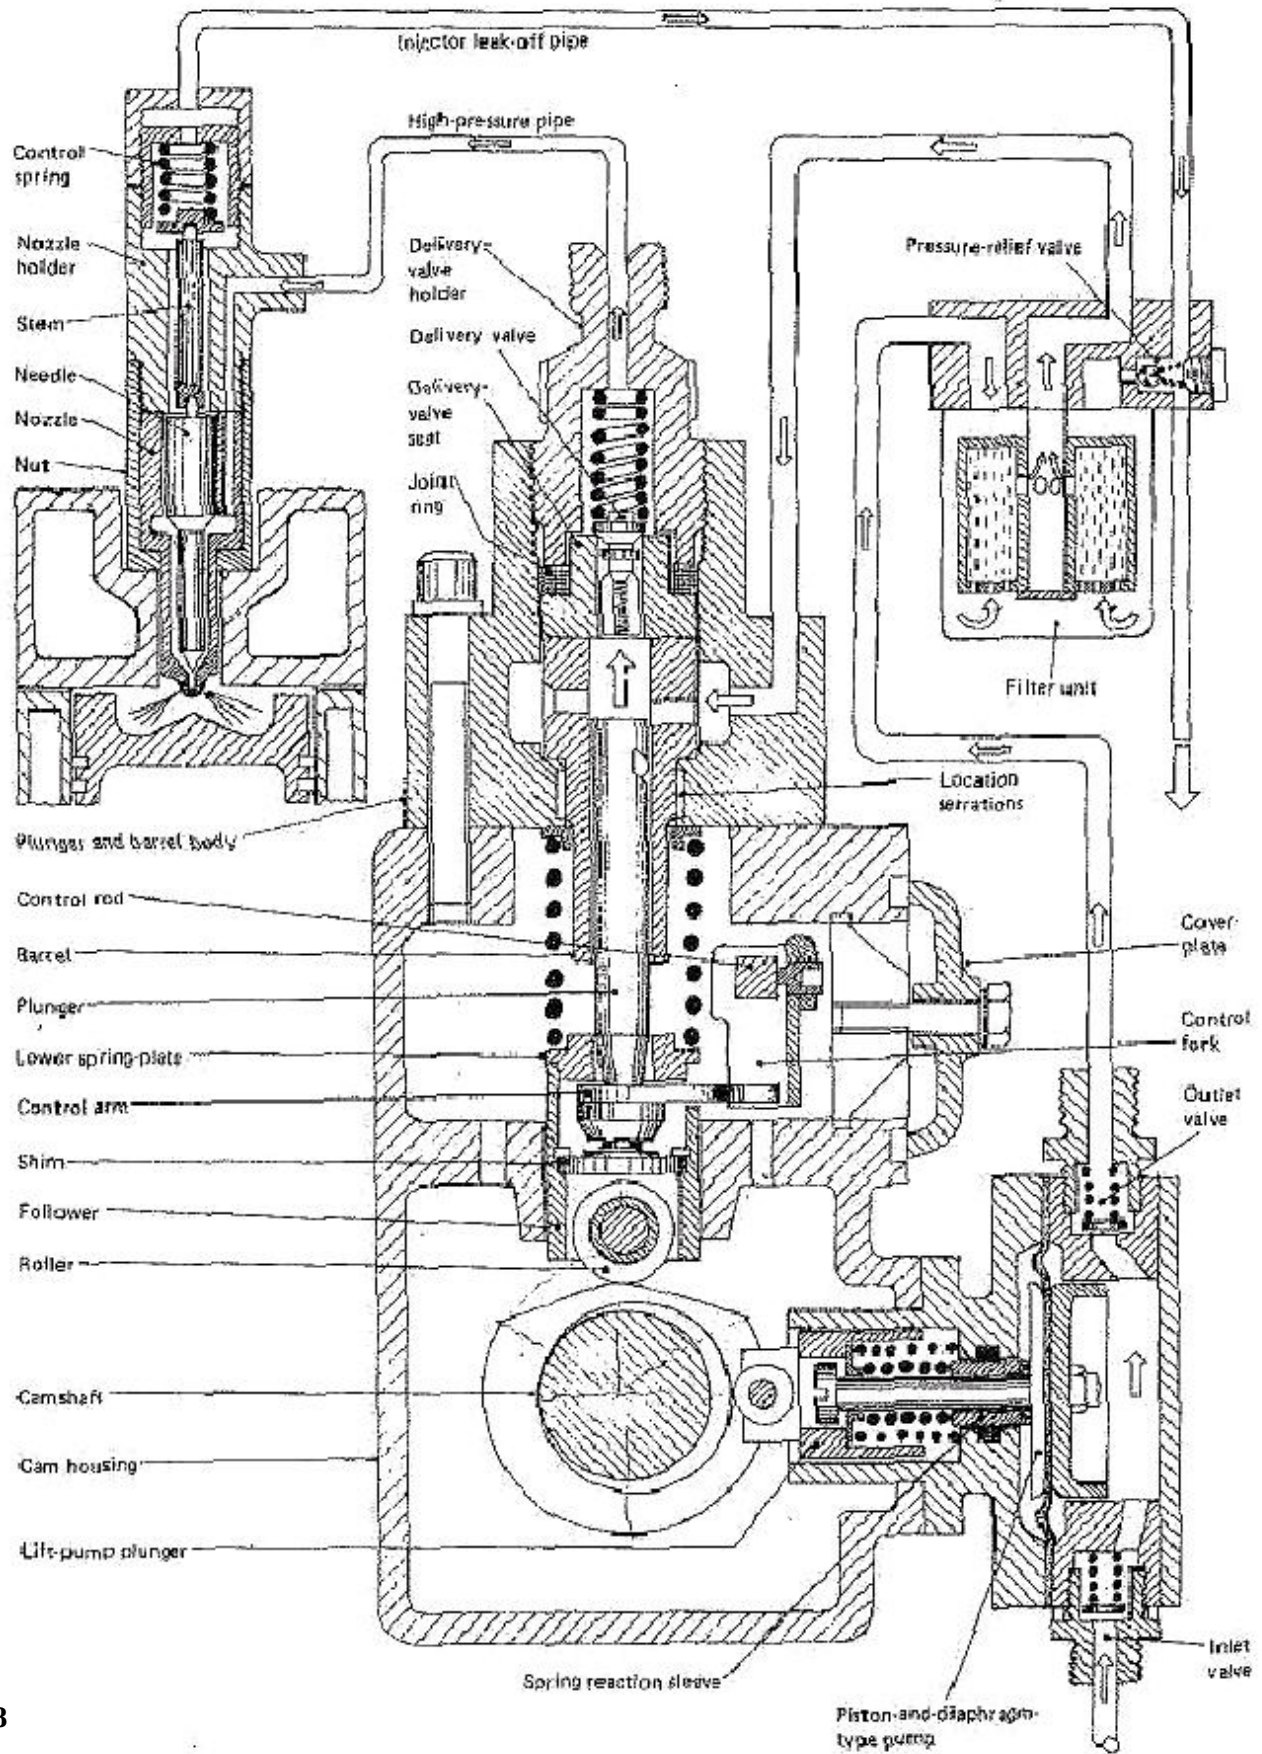 Injector leak-off pipe
High-pressure pipe
Control
spring
Nozzle
holder
Stem
Needle
Nozzle
Nut
Delivery-
valve
holder
Delivery valve
Delivery-
valve
seat
Joint
ring
Pressure-relief valve
Filter unit
Location
serrations
Plunger and barrel body
Control rod
Barrel
Plunger
Lower spring-plate
Control arm
Shim
Follower
Roller
Camshaft
Cam housing
Lift-pump plunger
Cover-
plate
Control
fork
Outlet
valve
Inlet
valve
Spring reaction sleeve
Piston-and-diaphragm-
type pump
3